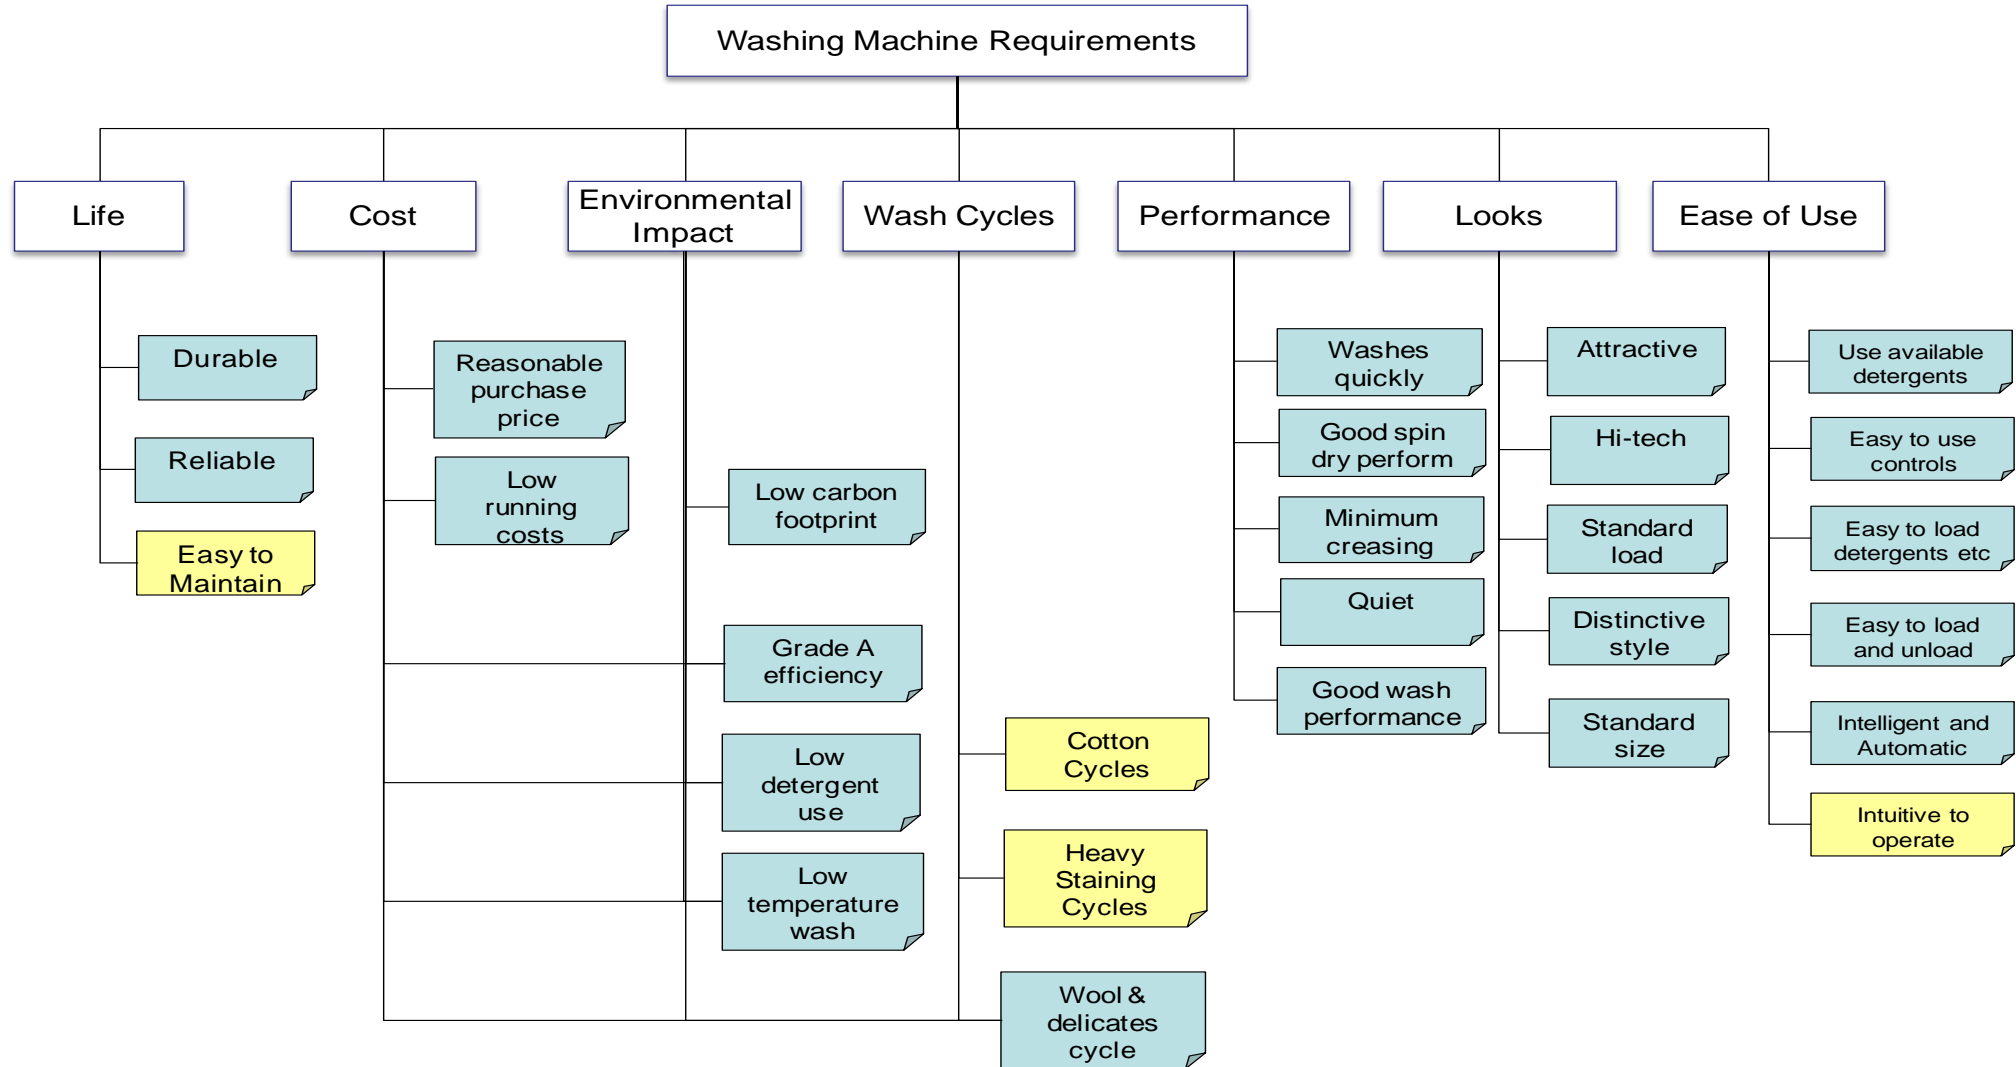 Washing Machine Requirements
Life
Cost
Environmental
Impact
Wash Cycles
Performance
Looks
Ease of Use
Durable
Reliable
Easy to
Maintain
Reasonable
purchase
price
Low
running
costs
Low carbon
footprint
Grade A
efficiency
Low
detergent
use
Low
temperature
wash
Cotton
Cycles
Heavy
Staining
Cycles
Wool &
delicates
cycle
Washes
quickly
Good spin
dry perform
Minimum
creasing
Quiet
Good wash
performance
Attractive
Hi-tech
Standard
load
Distinctive
style
Standard
size
Use available
detergents
Easy to use
controls
Easy to load
detergents etc
Easy to load
and unload
Intelligent and
Automatic
Intuitive to
operate